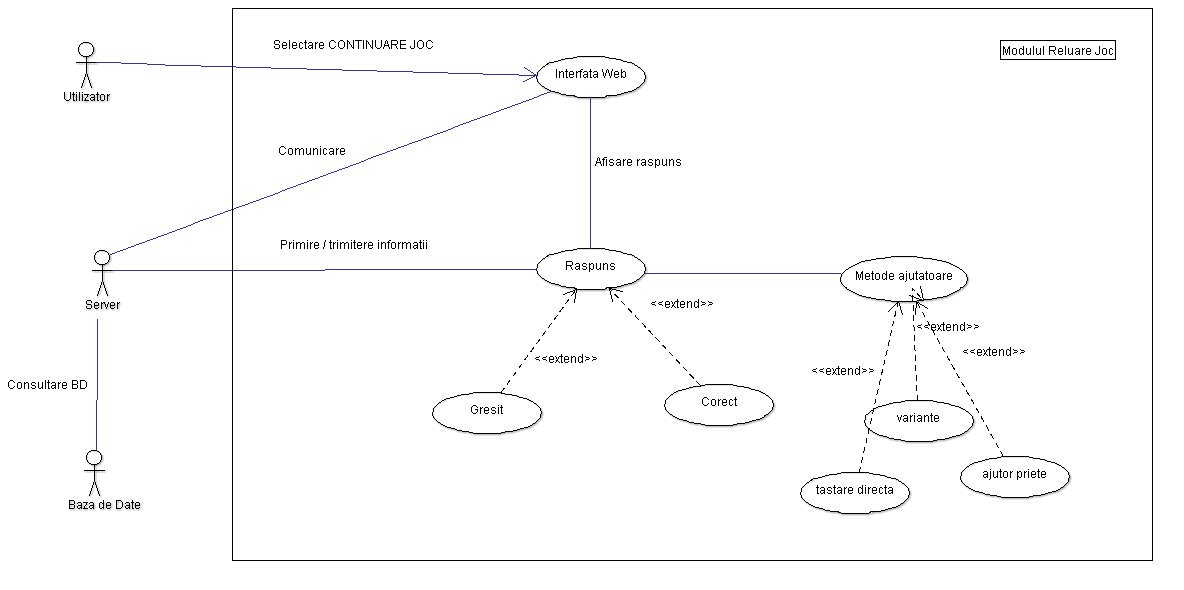 Selectare CONTINUARE JOC
Modulul Reluare Joc
Interfata Web
Utilizator
Comunicare
Afisare raspuns
Primire / trimitere informatii
Raspuns
Metode ajutatoare
Server
<<extend>>
<<extend>>
<<extend>>
<<extend>>
<<extend>>
Consultare BD
Gresit
Corect
variante
ajutor priete
tastare directa
Baza de Date